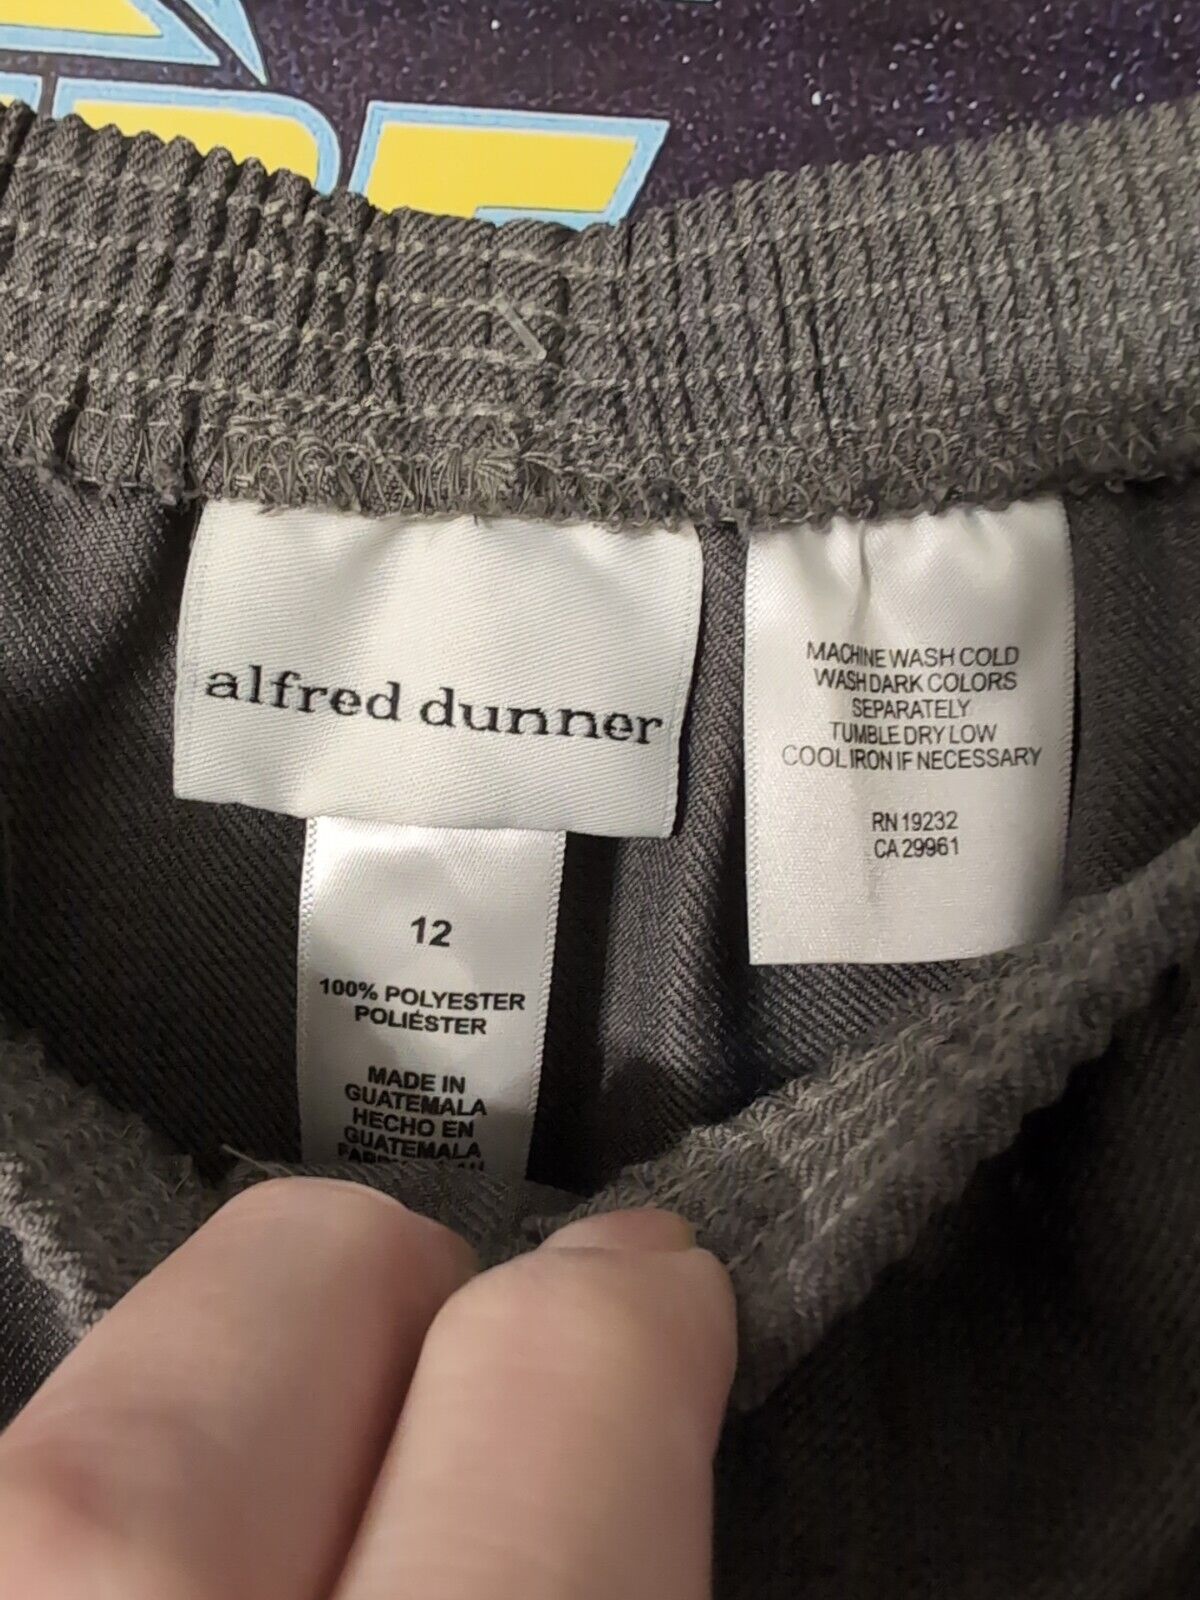 alfred dunner
12
100% POLYESTER
POLIÉSTER
MADE IN
GUATEMALA
HECHO EN
GUATEMALA
MACHINE WASH COLD
WASH DARK COLORS
SEPARATELY
TUMBLE DRY LOW
COOL IRON IF NECESSARY
RN 19232
CA 29961